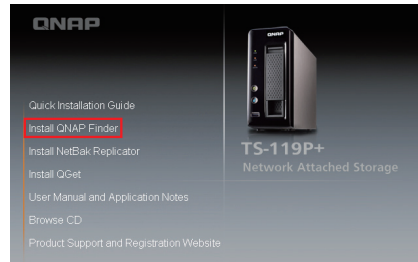 QNAP
Quick Installation Guide
Install QNAP Finder
Install NetBak Replicator
Install QGet
User Manual and Application Notes
Browse CD
Product Support and Registration Website
QNAP
TS-119P+
Network Attached Storage